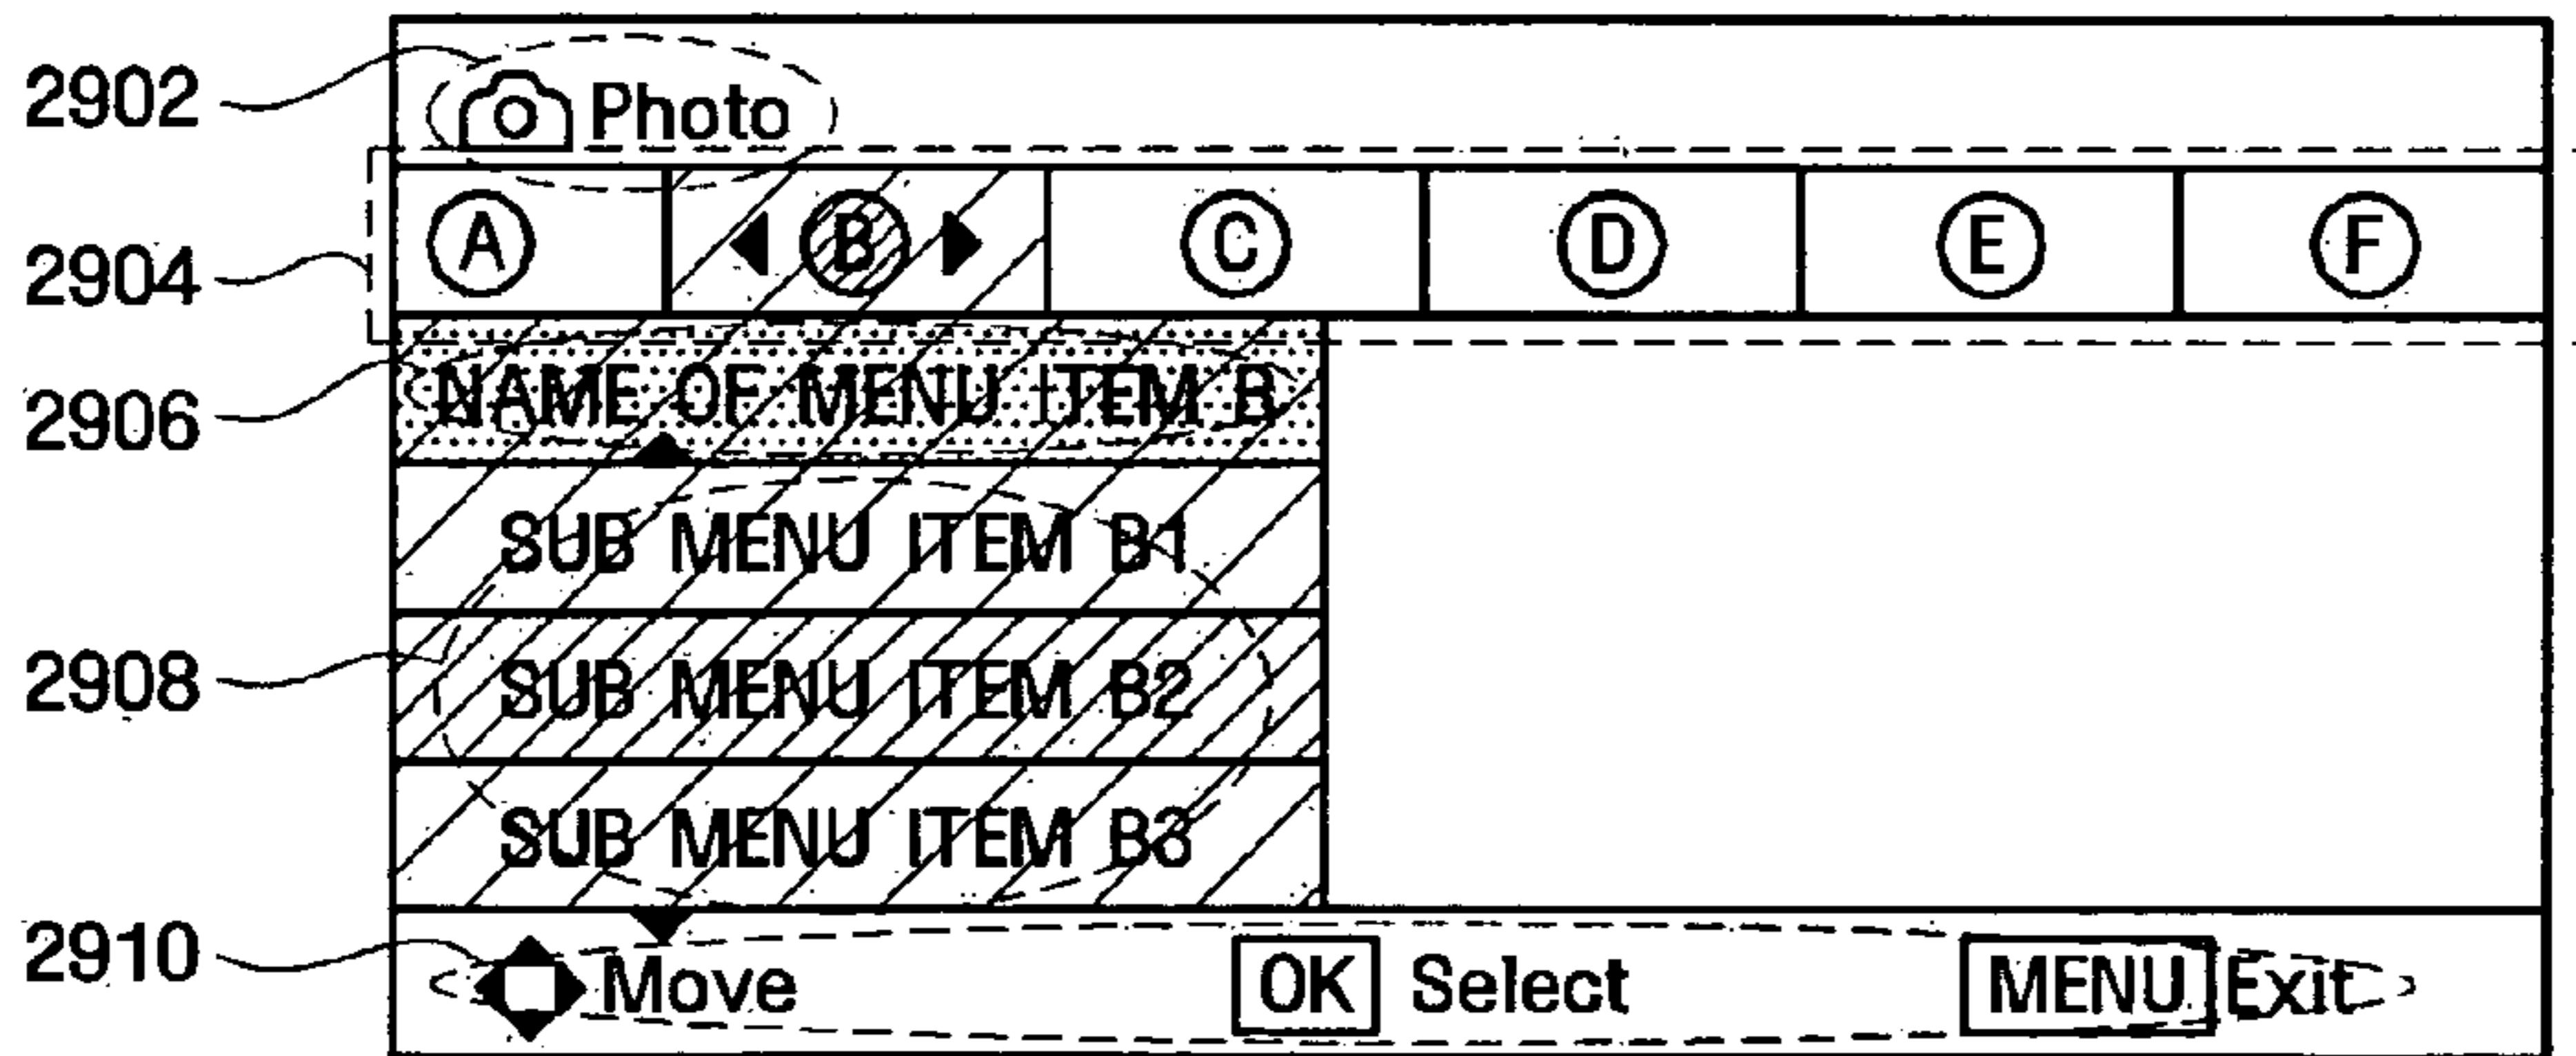 2902 Photo
2904 A B C D E F
2906 NAME OF MENU ITEM B
SUB MENU ITEM B1
2908 SUB MENU ITEM B2
SUB MENU ITEM B3
2910 Move OK Select MENU Exit